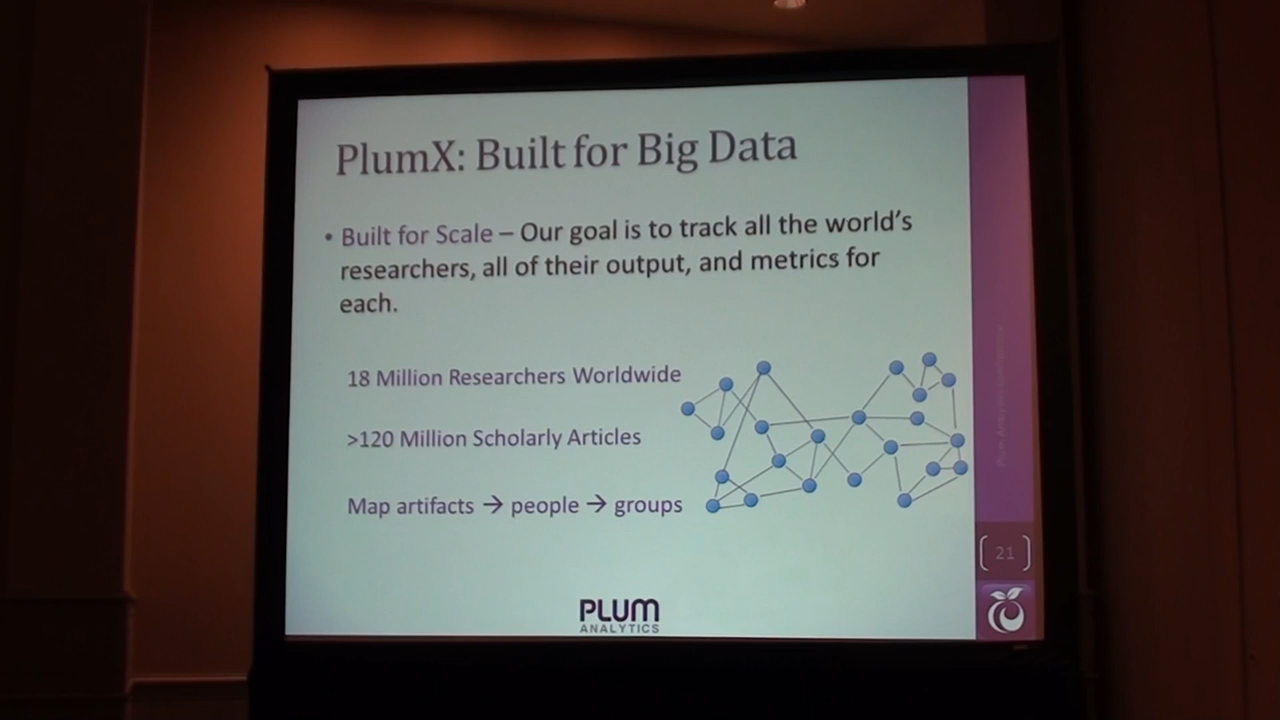 PlumX: Built for Big Data
• Built for Scale – Our goal is to track all the world's
researchers, all of their output, and metrics for
each.
18 Million Researchers Worldwide
>120 Million Scholarly Articles
Map artifacts → people → groups
21
PLUM
ANALYTICS